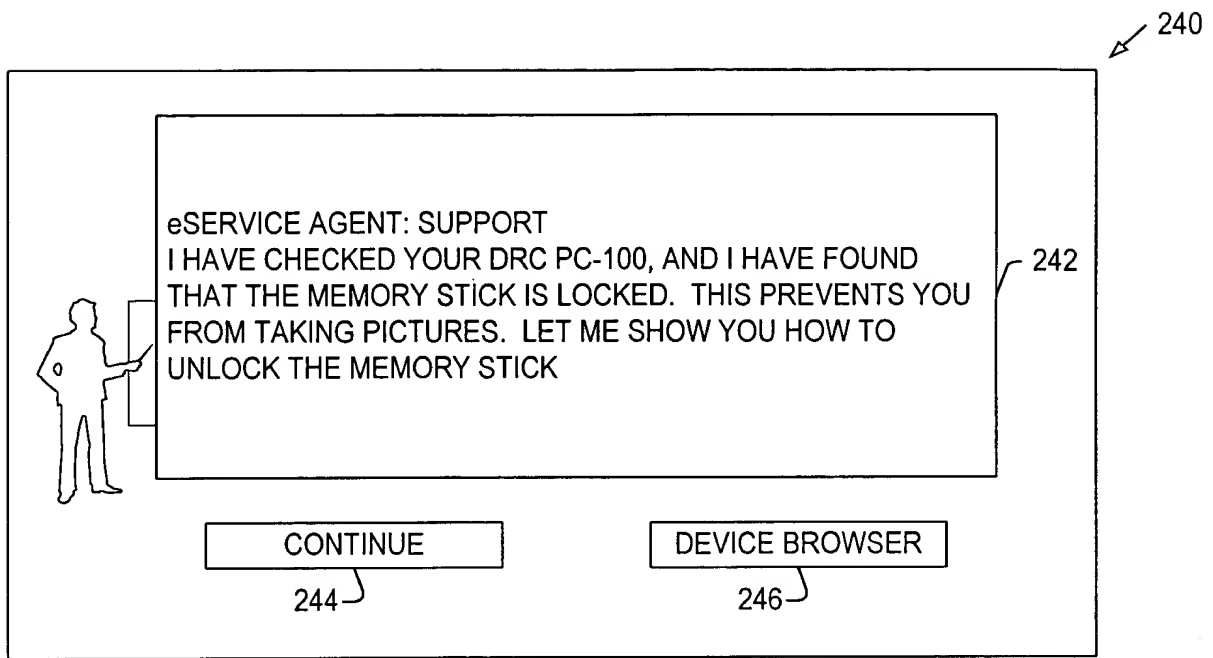 240
eSERVICE AGENT: SUPPORT
I HAVE CHECKED YOUR DRC PC-100, AND I HAVE FOUND
THAT THE MEMORY STICK IS LOCKED. THIS PREVENTS YOU
FROM TAKING PICTURES. LET ME SHOW YOU HOW TO
UNLOCK THE MEMORY STICK
242
CONTINUE
DEVICE BROWSER
244
246